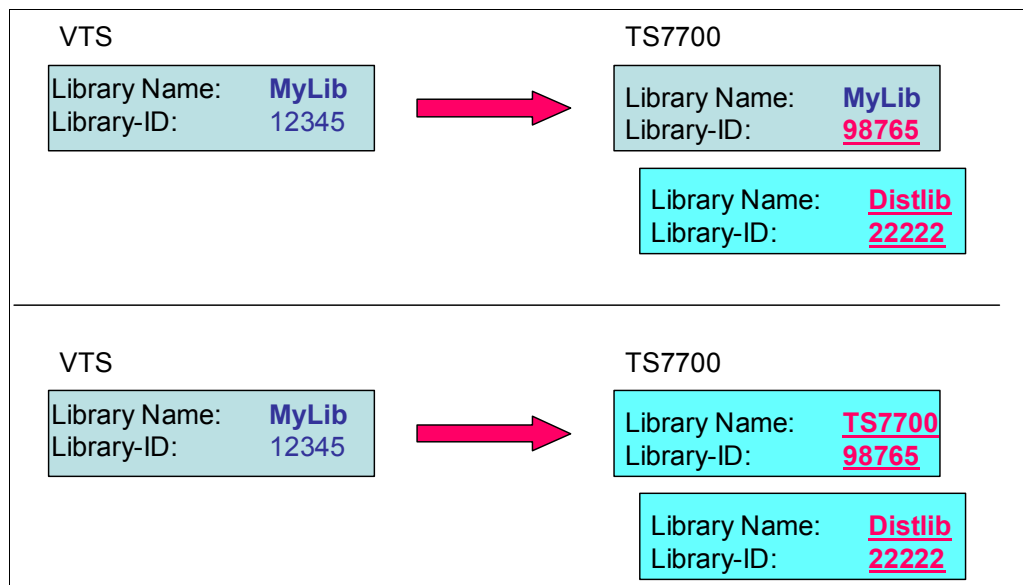 VTS
Library Name: MyLib
Library-ID: 12345
TS7700
Library Name: MyLib
Library-ID: 98765
Library Name: Distlib
Library-ID: 22222
VTS
Library Name: MyLib
Library-ID: 12345
TS7700
Library Name: TS7700
Library-ID: 98765
Library Name: Distlib
Library-ID: 22222